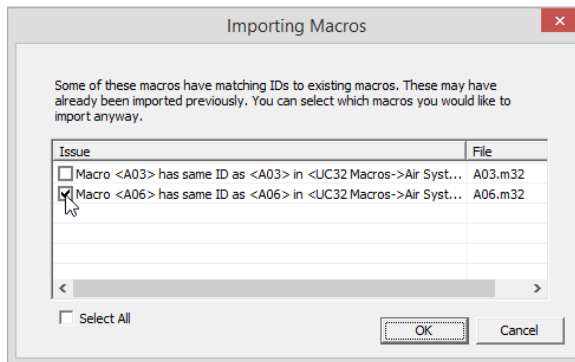 Importing Macros
Some of these macros have matching IDs to existing macros. These may have
already been imported previously. You can select which macros you would like to
import anyway.
Issue File
Macro <A03> has same ID as <A03> in <UC32 Macros->Air Syst... A03.m32
Macro <A06> has same ID as <A06> in <UC32 Macros->Air Syst... A06.m32
Select All
OK Cancel